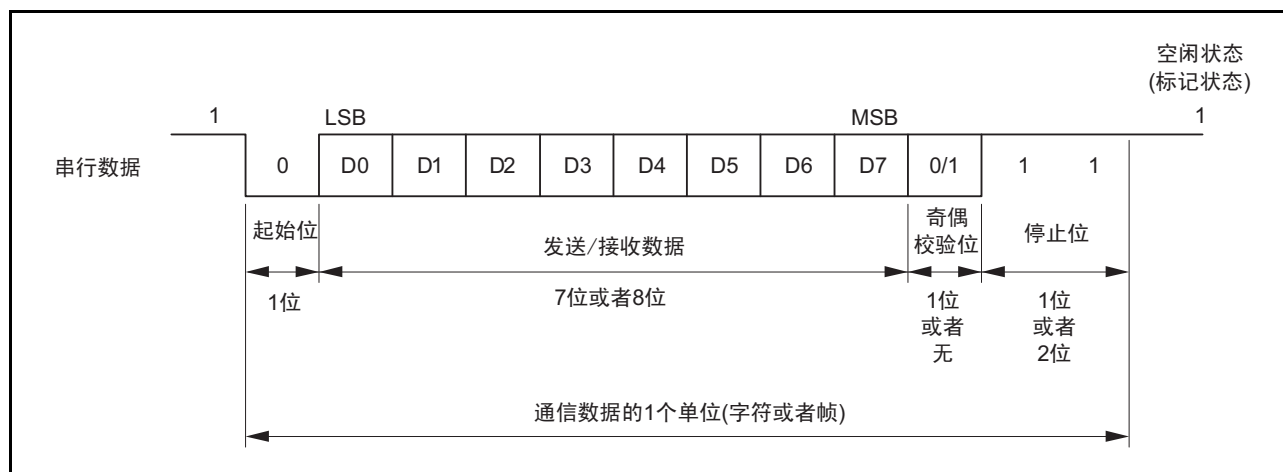 空闲状态
(标记状态)
1 LSB MSB 1
串行数据 0 D0 D1 D2 D3 D4 D5 D6 D7 0/1 1 1
起始位 发送/接收数据 奇偶
校验位 停止位
1位 7位或者8位 1位
或者
无 1位
或者
2位
通信数据的1个单位(字符或者帧)